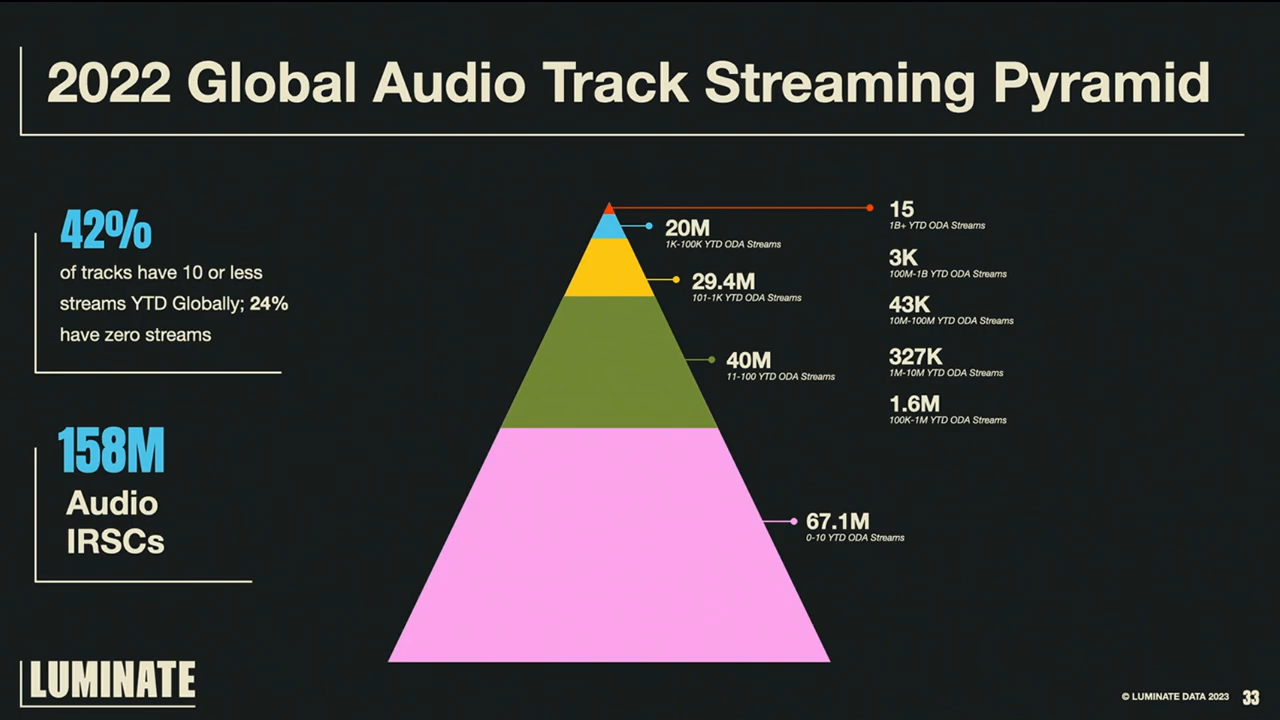 2022 Global Audio Track Streaming Pyramid
42%
of tracks have 10 or less
streams YTD Globally; 24%
have zero streams
158M
Audio
IRSCs
15
1B+ YTD ODA Streams
20M
1K-100K YTD ODA Streams
3K
100M-1B YTD ODA Streams
29.4M
101-1K YTD ODA Streams
43K
10M-100M YTD ODA Streams
40M
11-100 YTD ODA Streams
327K
1M-10M YTD ODA Streams
1.6M
100K-1M YTD ODA Streams
67.1M
0-10 YTD ODA Streams
LUMINATE
© LUMINATE DATA 2023 33